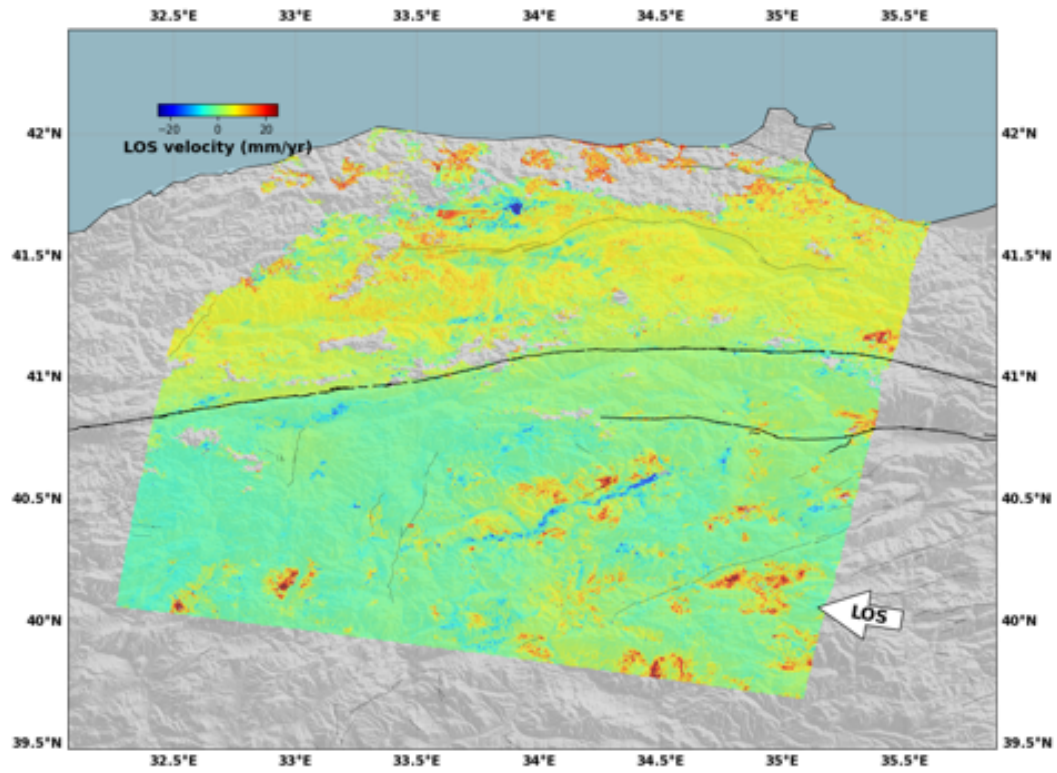 32.5°E 33°E 33.5°E 34°E 34.5°E 35°E 35.5°E
42°N 42°N
−20 0 20
LOS velocity (mm/yr)
41.5°N 41.5°N
41°N 41°N
40.5°N 40.5°N
40°N LOS 40°N
39.5°N 39.5°N
32.5°E 33°E 33.5°E 34°E 34.5°E 35°E 35.5°E